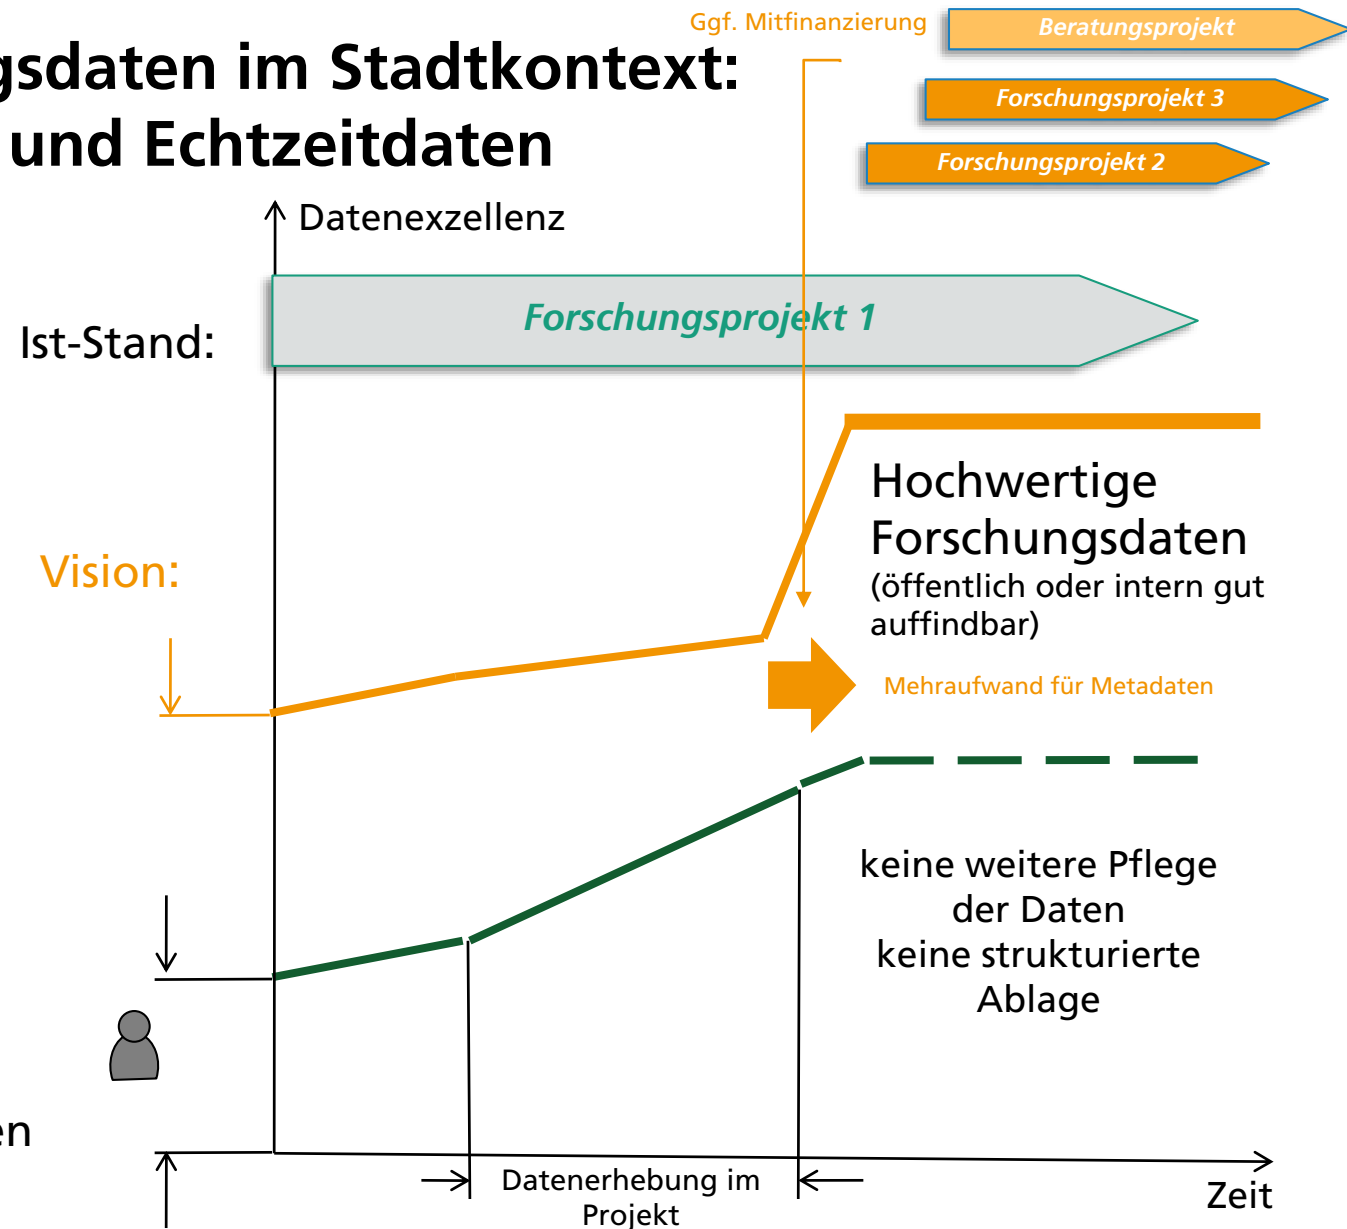 Ggf. Mitfinanzierung
Beratungsprojekt
gsdaten im Stadtkontext:
und Echtzeitdaten
Forschungsprojekt 3
Forschungsprojekt 2
Datenexzellenz
Ist-Stand:
Forschungsprojekt 1
Hochwertige
Forschungsdaten
(öffentlich oder intern gut
auffindbar)
Vision:
Mehraufwand für Metadaten
keine weitere Pflege
der Daten
keine strukturierte
Ablage
en
Datenerhebung im
Projekt
Zeit